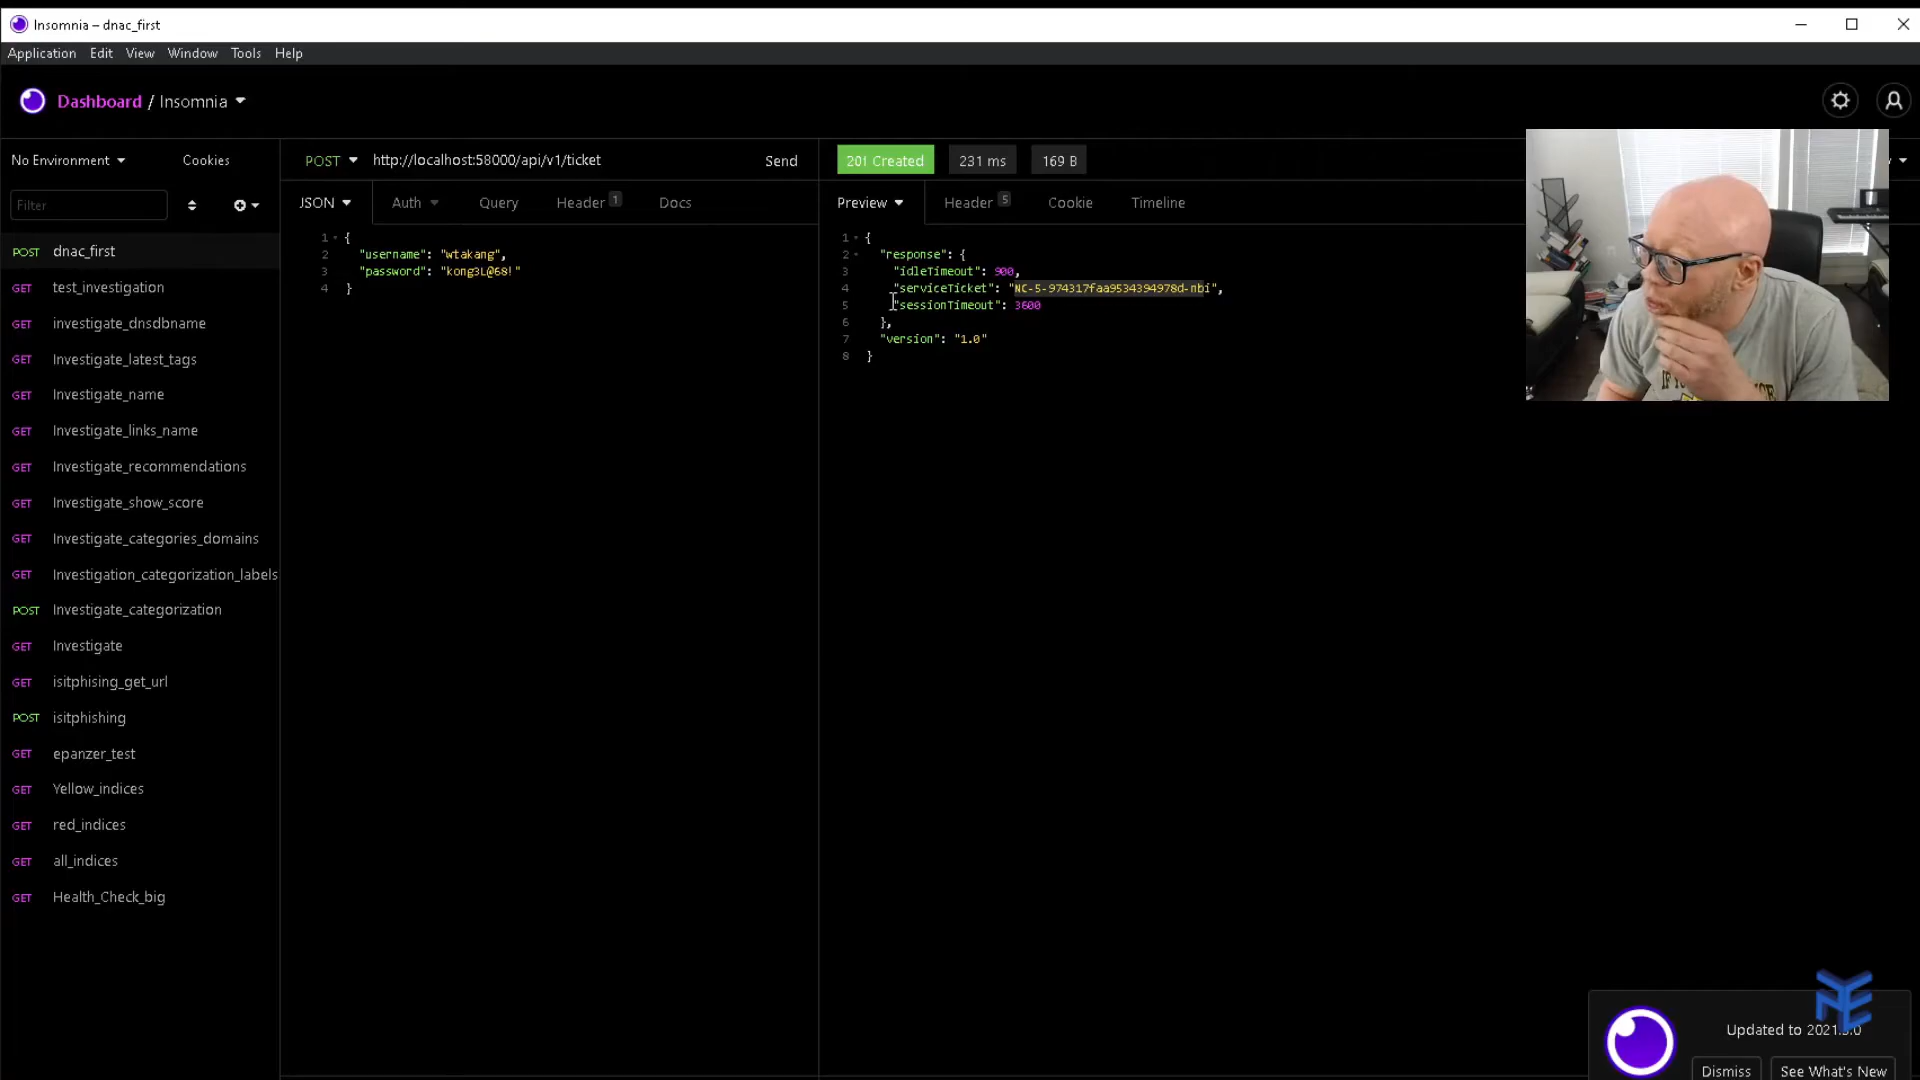 Insomnia – dnac_first
Application Edit View Window Tools Help
Dashboard / Insomnia
No Environment Cookies
POST http://localhost:58000/api/v1/ticket Send
201 Created 231 ms 169 B
Filter
JSON Auth Query Header 1 Docs
Preview Header 5 Cookie Timeline
1 {
2 "username": "wtakang",
3 "password": "kong3L@68!"
4 }
1 {
2 "response": {
3 "idleTimeout": 900,
4 "serviceTicket": "NC-5-974317faa9534394978d-nbi",
5 "sessionTimeout": 3600
6 },
7 "version": "1.0"
8 }
POST dnac_first
GET test_investigation
GET investigate_dnsdbname
GET Investigate_latest_tags
GET Investigate_name
GET Investigate_links_name
GET Investigate_recommendations
GET Investigate_show_score
GET Investigate_categories_domains
GET Investigation_categorization_labels
POST Investigate_categorization
GET Investigate
GET isitphising_get_url
POST isitphishing
GET epanzer_test
GET Yellow_indices
GET red_indices
GET all_indices
GET Health_Check_big
Updated to
Dismiss See What's New